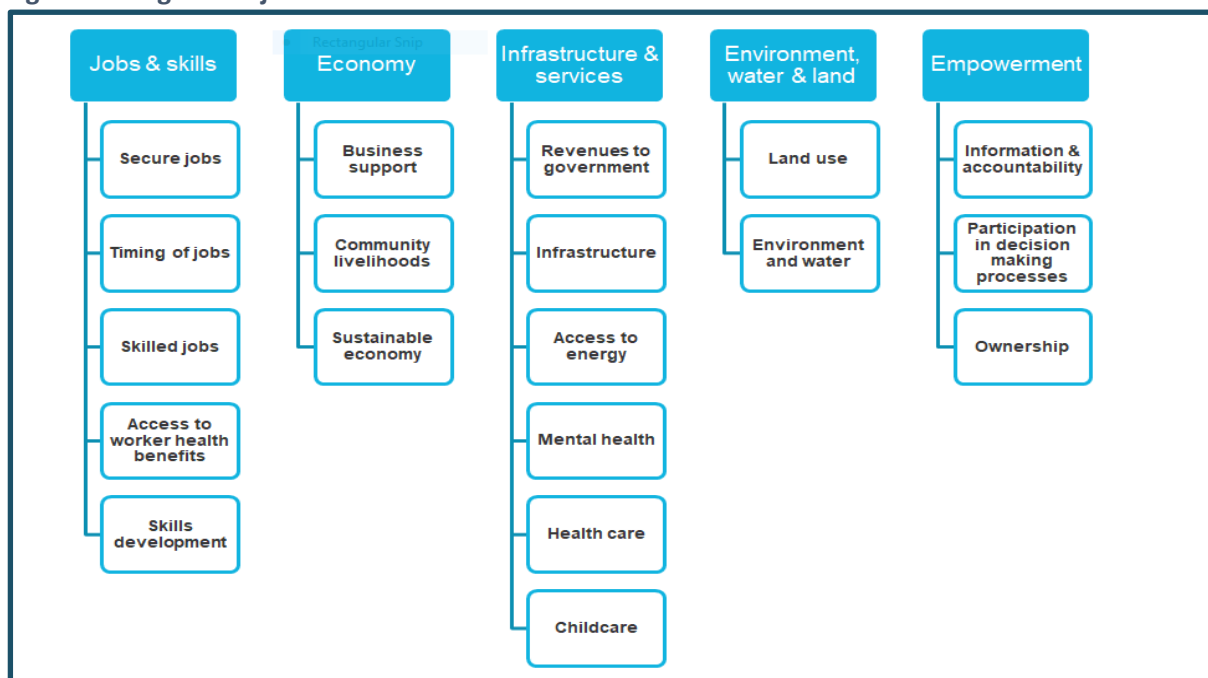 Jobs & skills
Secure jobs
Timing of jobs
Skilled jobs
Access to
worker health
benefits
Skills
development
Rectangular Snip
Economy
Business
support
Community
livelihoods
Sustainable
economy
Infrastructure &
services
Revenues to
government
Infrastructure
Access to
energy
Mental health
Health care
Childcare
Environment,
water & land
Land use
Environment
and water
Empowerment
Information &
accountability
Participation
in decision
making
processes
Ownership